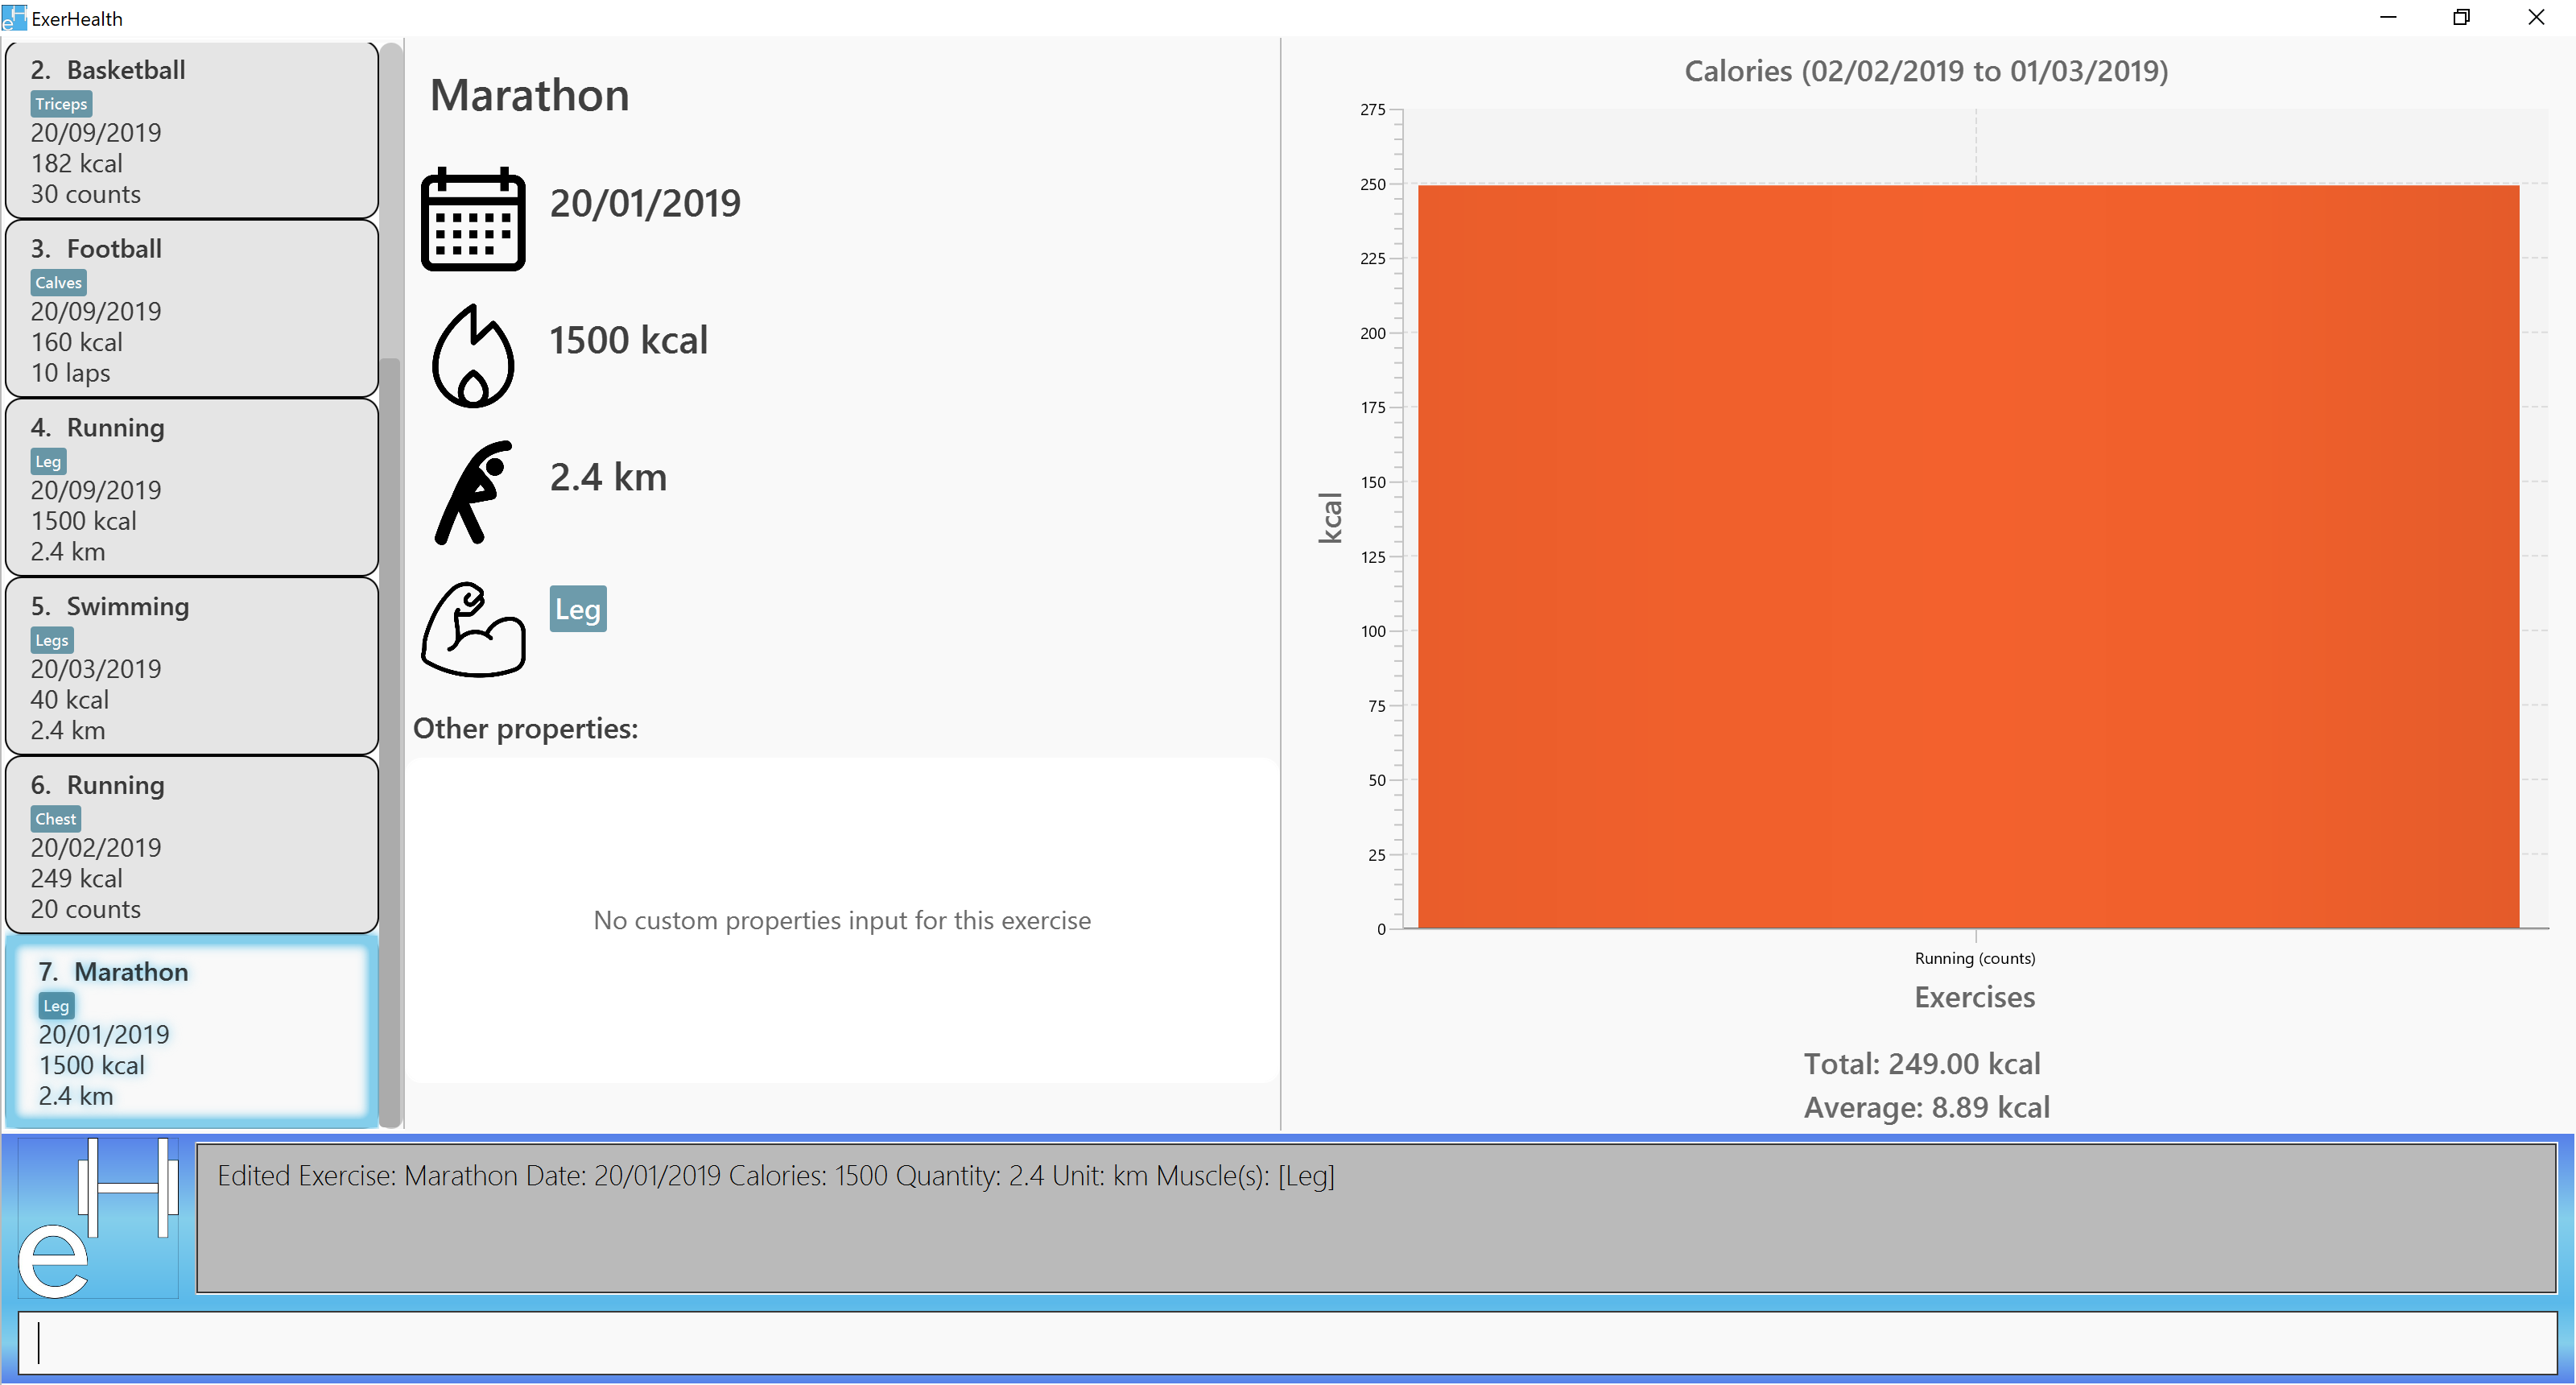 eH ExerHealth
2. Basketball
Triceps
20/09/2019
182 kcal
30 counts
3. Football
Calves
20/09/2019
160 kcal
10 laps
4. Running
Leg
20/09/2019
1500 kcal
2.4 km
5. Swimming
Legs
20/03/2019
40 kcal
2.4 km
6. Running
Chest
20/02/2019
249 kcal
20 counts
7. Marathon
Leg
20/01/2019
1500 kcal
2.4 km
Marathon
20/01/2019
1500 kcal
2.4 km
Leg
Other properties:
No custom properties input for this exercise
Calories (02/02/2019 to 01/03/2019)
275
250
225
200
175
150
125
100
75
50
25
0
kcal
Running (counts)
Exercises
Total: 249.00 kcal
Average: 8.89 kcal
eH
Edited Exercise: Marathon Date: 20/01/2019 Calories: 1500 Quantity: 2.4 Unit: km Muscle(s): [Leg]